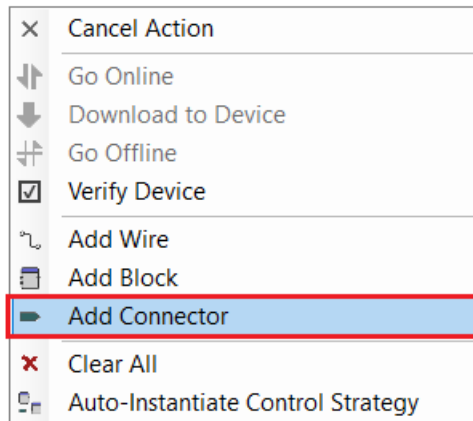 Cancel Action
Go Online
Download to Device
Go Offline
Verify Device
Add Wire
Add Block
Add Connector
Clear All
Auto-Instantiate Control Strategy